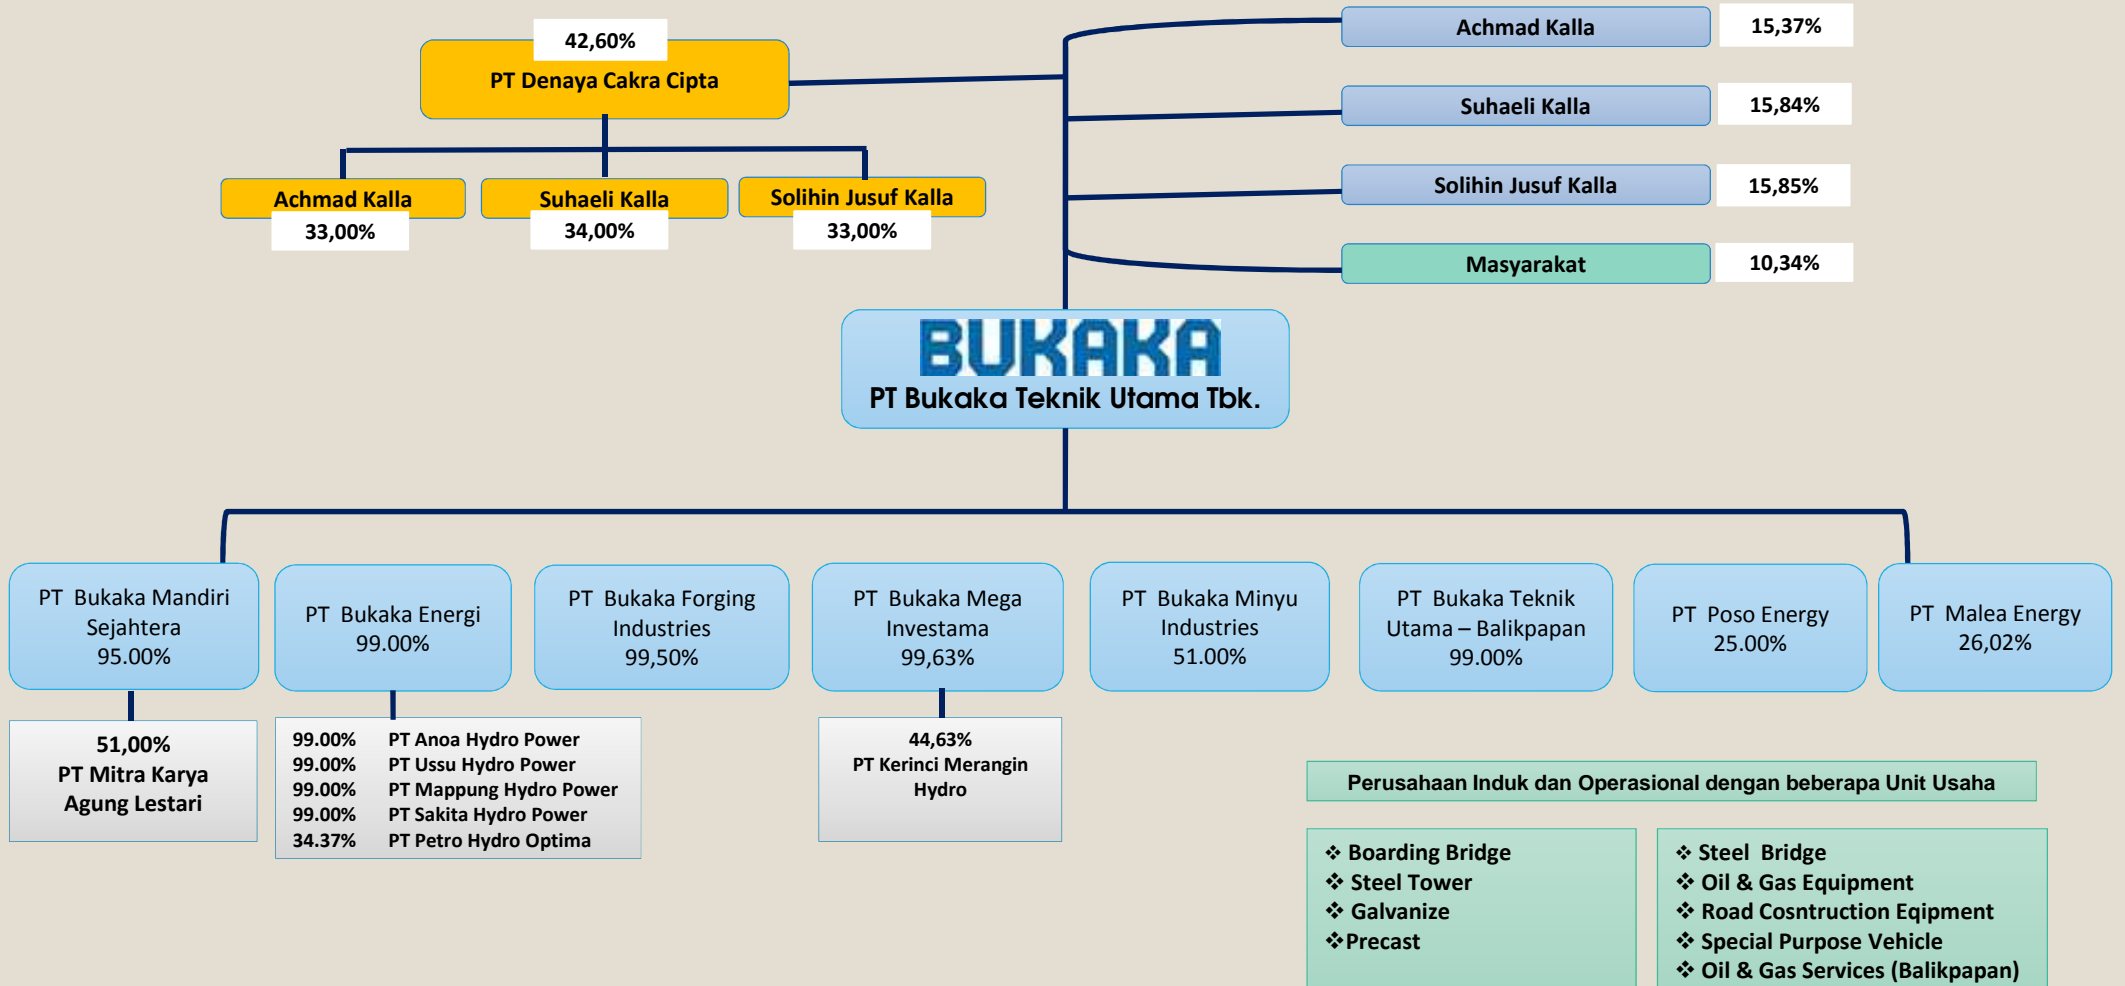 42,60%
PT Denaya Cakra Cipta
Achmad Kalla
33,00%
Suhaeli Kalla
34,00%
Solihin Jusuf Kalla
33,00%
Achmad Kalla 15,37%
Suhaeli Kalla 15,84%
Solihin Jusuf Kalla 15,85%
Masyarakat 10,34%
BUKAKA
PT Bukaka Teknik Utama Tbk.
PT Bukaka Mandiri
Sejahtera
95.00%
PT Bukaka Energi
99.00%
PT Bukaka Forging
Industries
99,50%
PT Bukaka Mega
Investama
99,63%
PT Bukaka Minyu
Industries
51.00%
PT Bukaka Teknik
Utama – Balikpapan
99.00%
PT Poso Energy
25.00%
PT Malea Energy
26,02%
51,00%
PT Mitra Karya
Agung Lestari
99.00% PT Anoa Hydro Power
99.00% PT Ussu Hydro Power
99.00% PT Mappung Hydro Power
99.00% PT Sakita Hydro Power
34.37% PT Petro Hydro Optima
44,63%
PT Kerinci Merangin
Hydro
Perusahaan Induk dan Operasional dengan beberapa Unit Usaha
❖ Boarding Bridge
❖ Steel Tower
❖ Galvanize
❖Precast
❖ Steel Bridge
❖ Oil & Gas Equipment
❖ Road Cosntruction Eqipment
❖ Special Purpose Vehicle
❖ Oil & Gas Services (Balikpapan)